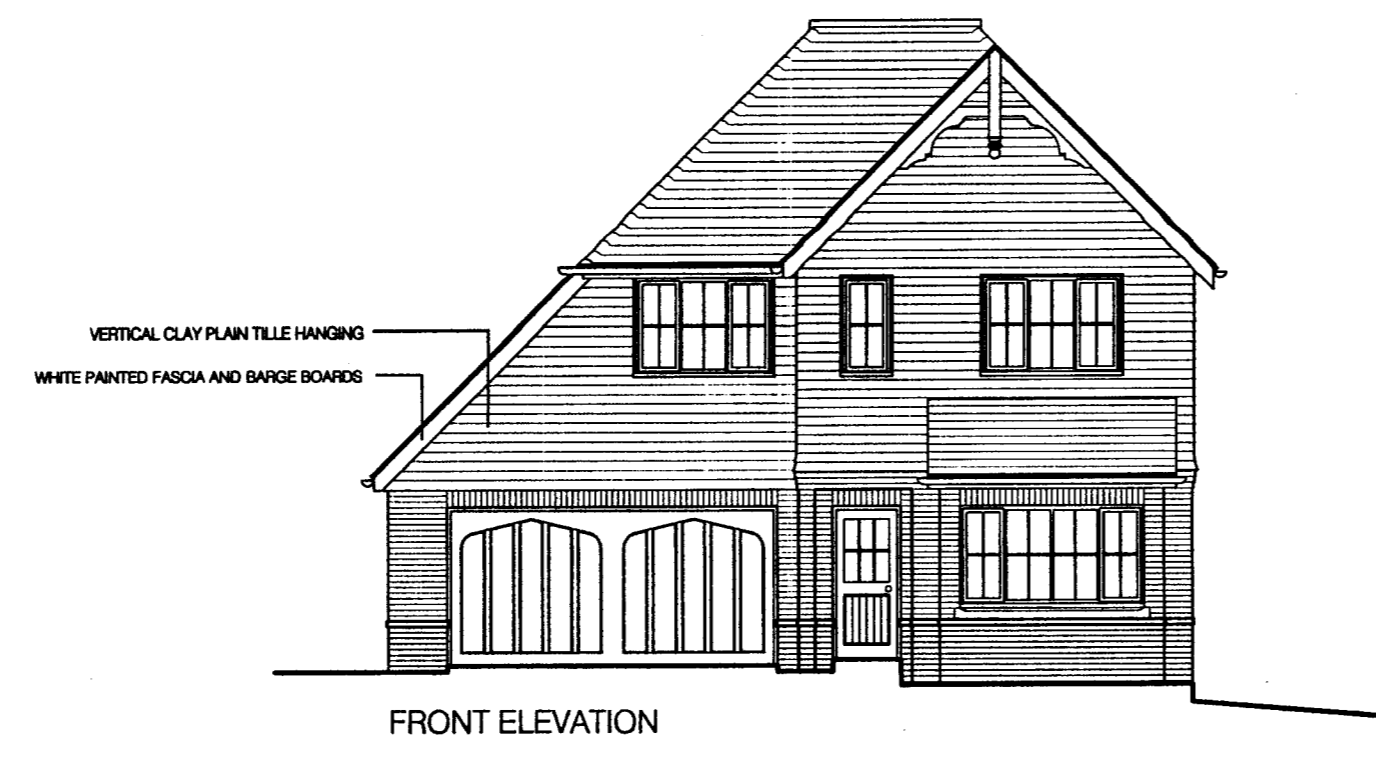 VERTICAL CLAY PLAIN TILLE HANGING
WHITE PAINTED FASCIA AND BARGE BOARDS
FRONT ELEVATION